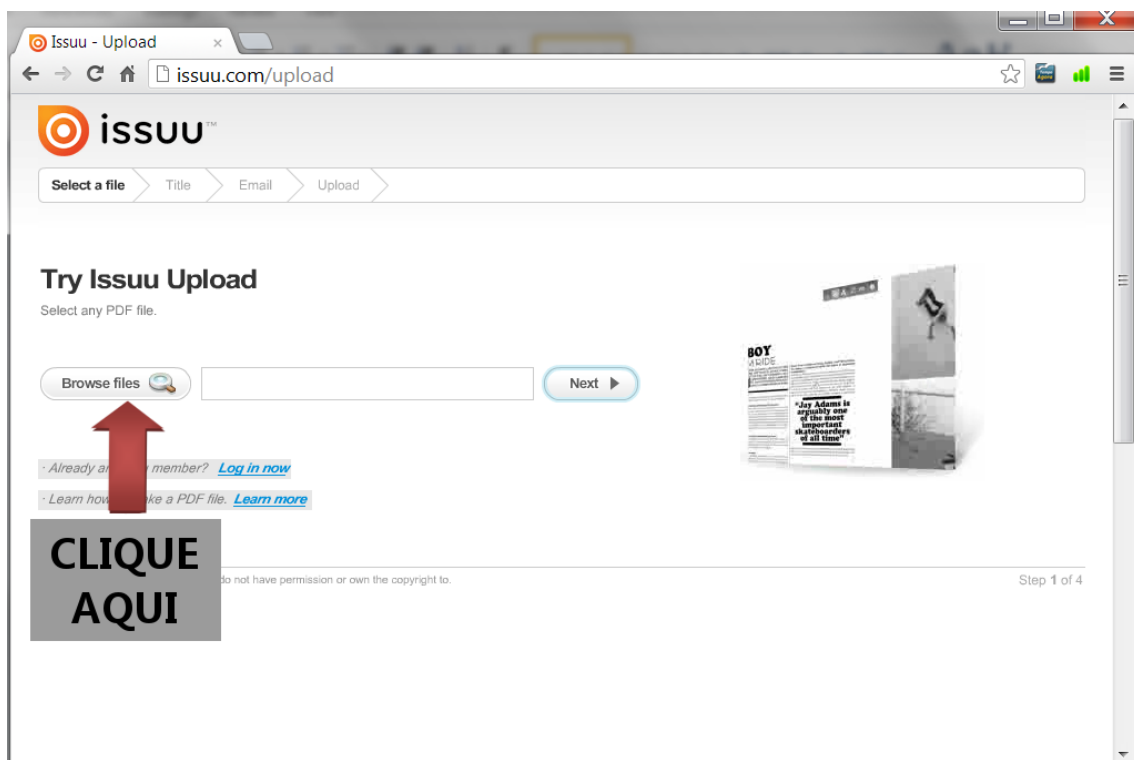 Issuu - Upload
issuu.com/upload
issuu™
Select a file Title Email Upload
Try Issuu Upload
Select any PDF file.
Browse files Next
BOY
"Jay Adams is
arguably one
of the most
important
skateboarders
of all time"
· Already an member? Log in now
· Learn how ke a PDF file. Learn more
CLIQUE
AQUI
do not have permission or own the copyright to.
Step 1 of 4